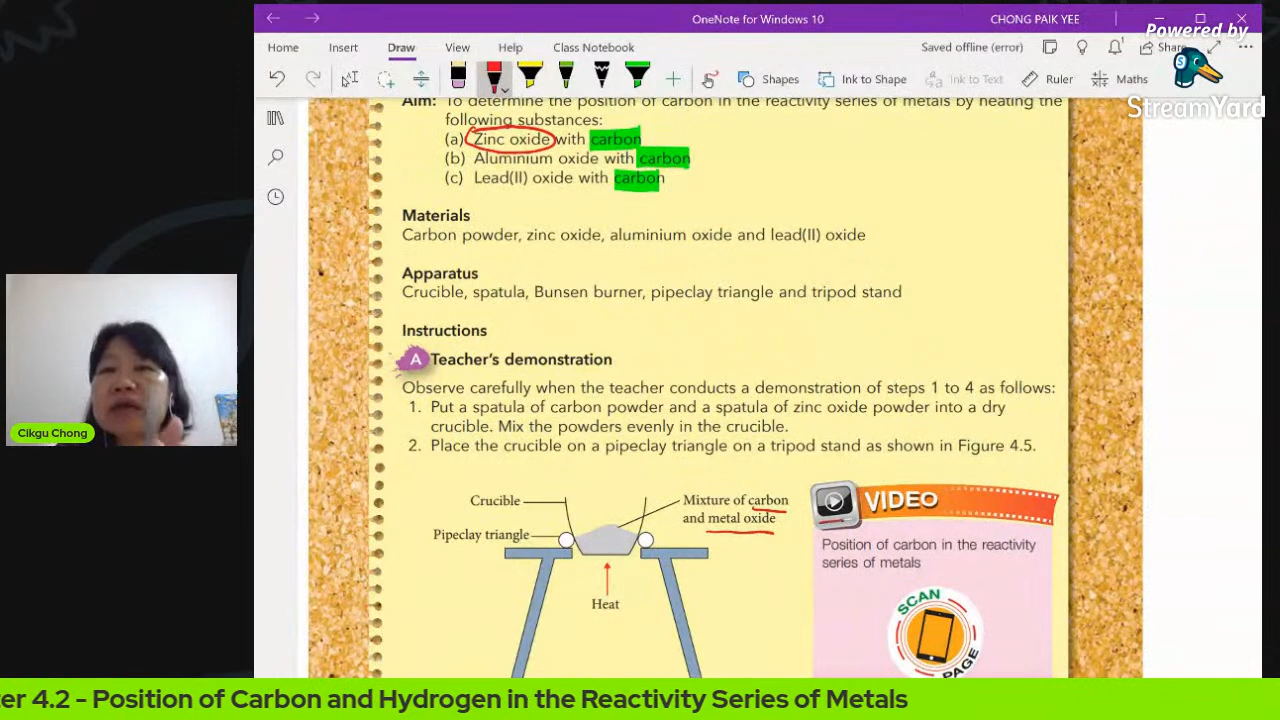 OneNote for Windows 10
CHONG PAIK YEE
Powered by
StreamYard
Home Insert Draw View Help Class Notebook
Saved offline (error)
Share
Shapes
Ink to Shape
Ink to Text
Ruler
Maths
Aim: To determine the position of carbon in the reactivity series of metals by heating the
following substances:
(a) Zinc oxide with carbon
(b) Aluminium oxide with carbon
(c) Lead(II) oxide with carbon
Materials
Carbon powder, zinc oxide, aluminium oxide and lead(II) oxide
Apparatus
Crucible, spatula, Bunsen burner, pipeclay triangle and tripod stand
Instructions
A Teacher's demonstration
Observe carefully when the teacher conducts a demonstration of steps 1 to 4 as follows:
1. Put a spatula of carbon powder and a spatula of zinc oxide powder into a dry
crucible. Mix the powders evenly in the crucible.
2. Place the crucible on a pipeclay triangle on a tripod stand as shown in Figure 4.5.
Crucible
Pipeclay triangle
Mixture of carbon
and metal oxide
Heat
VIDEO
Position of carbon in the reactivity
series of metals
SCAN
PAGE
Cikgu Chong
ter 4.2 - Position of Carbon and Hydrogen in the Reactivity Series of Metals